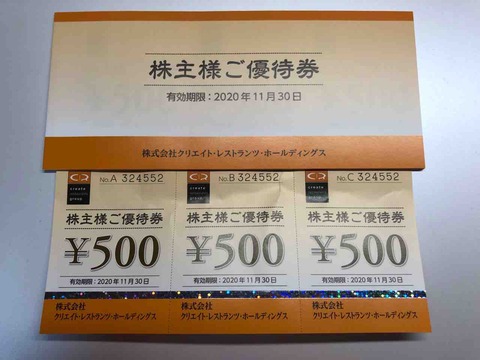 株主様ご優待券
有効期限：2020年11月30日
株式会社クリエイト・レストランツ・ホールディングス
No.A 324552
create
group
株主様ご優待券
¥500
有効期限：2020年11月30日
株式会社
クリエイト・レストランツ・ホールディングス
No.B 324552
create
group
株主様ご優待券
¥500
有効期限：2020年11月30日
株式会社
クリエイト・レストランツ・ホールディングス
No.C 324552
create
group
株主様ご優待券
¥500
有効期限：2020年11月30日
株式会社
クリエイト・レストランツ・ホールディングス